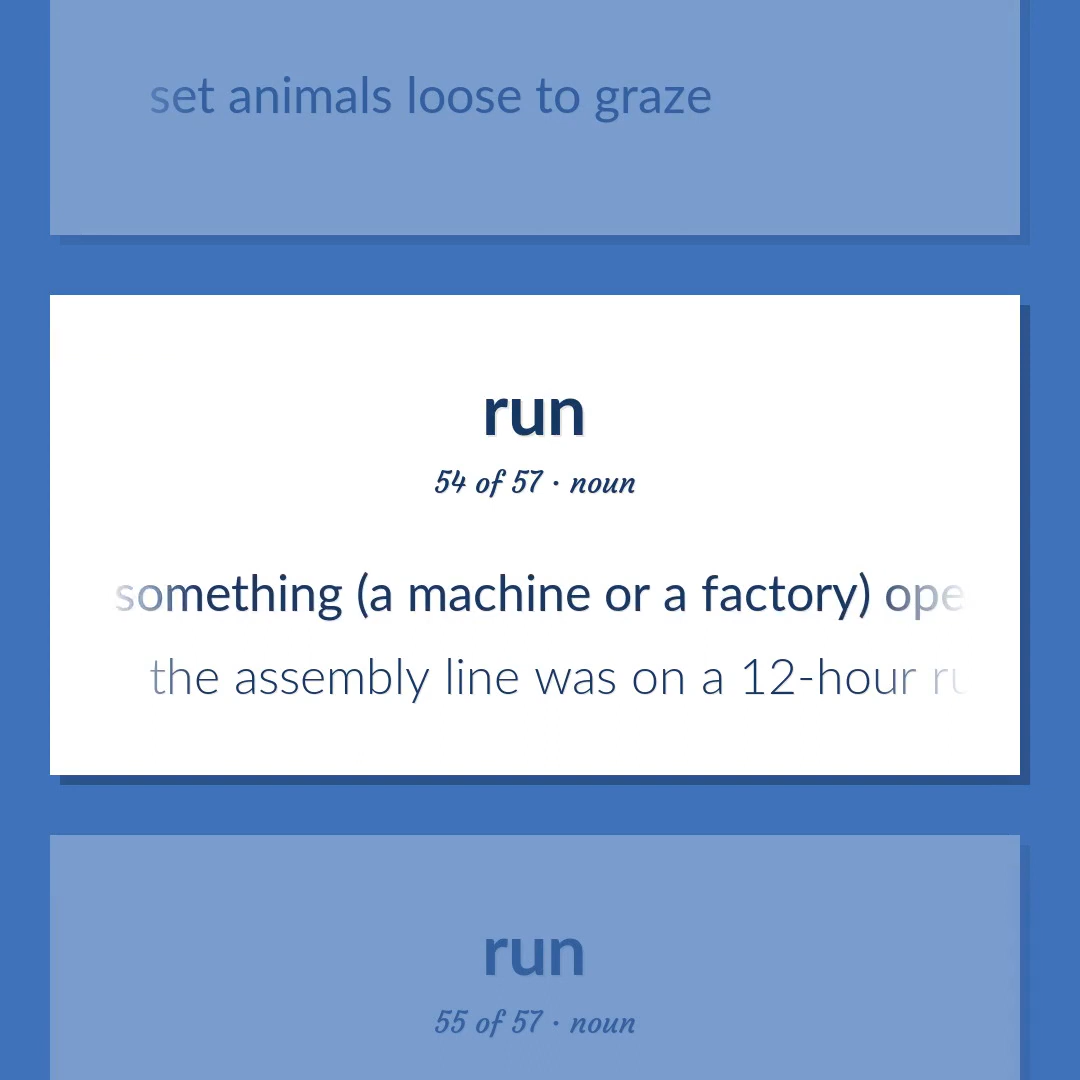 set animals loose to graze
run
54 of 57 · noun
something (a machine or a factory) ope
the assembly line was on a 12-hour ru
run
55 of 57 · noun